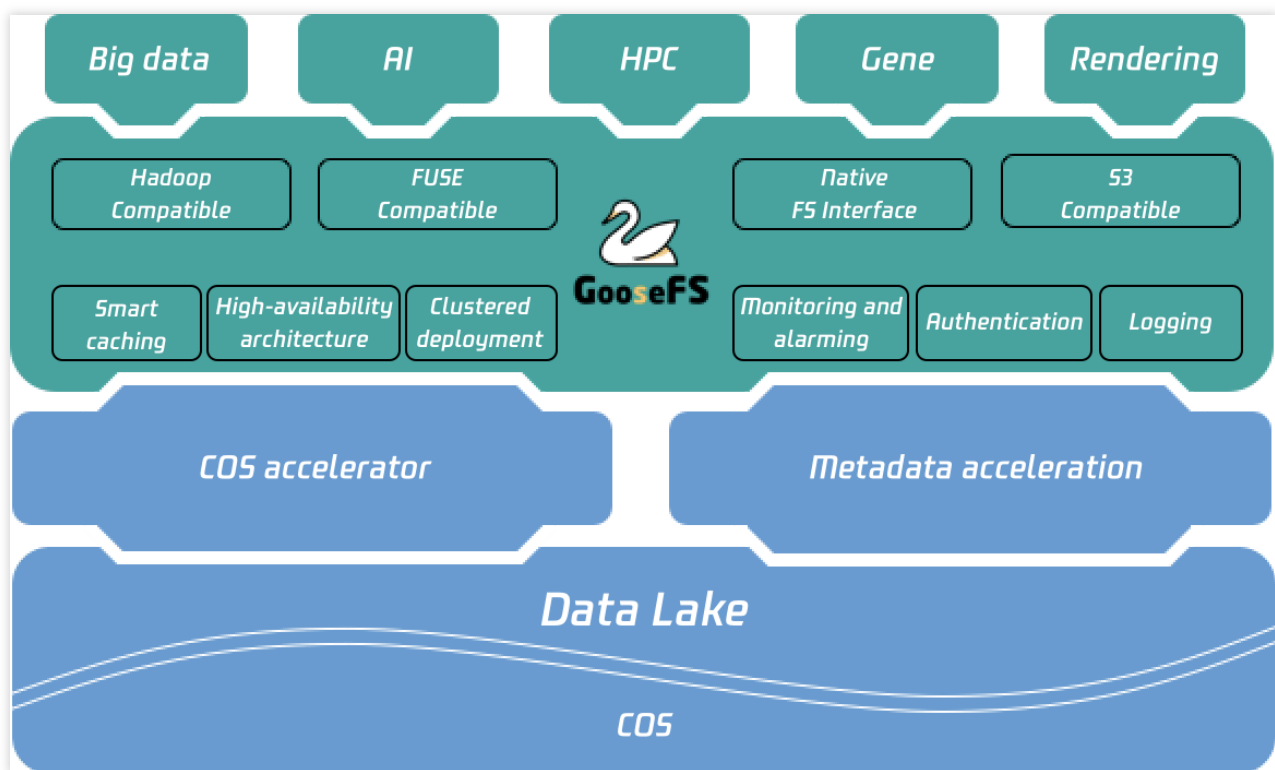 Big data
AI
HPC
Gene
Rendering
Hadoop
Compatible
FUSE
Compatible
Native
FS Interface
S3
Compatible
GooseFS
Smart
caching
High-availability
architecture
Clustered
deployment
Monitoring and
alarming
Authentication
Logging
COS accelerator
Metadata acceleration
Data Lake
COS